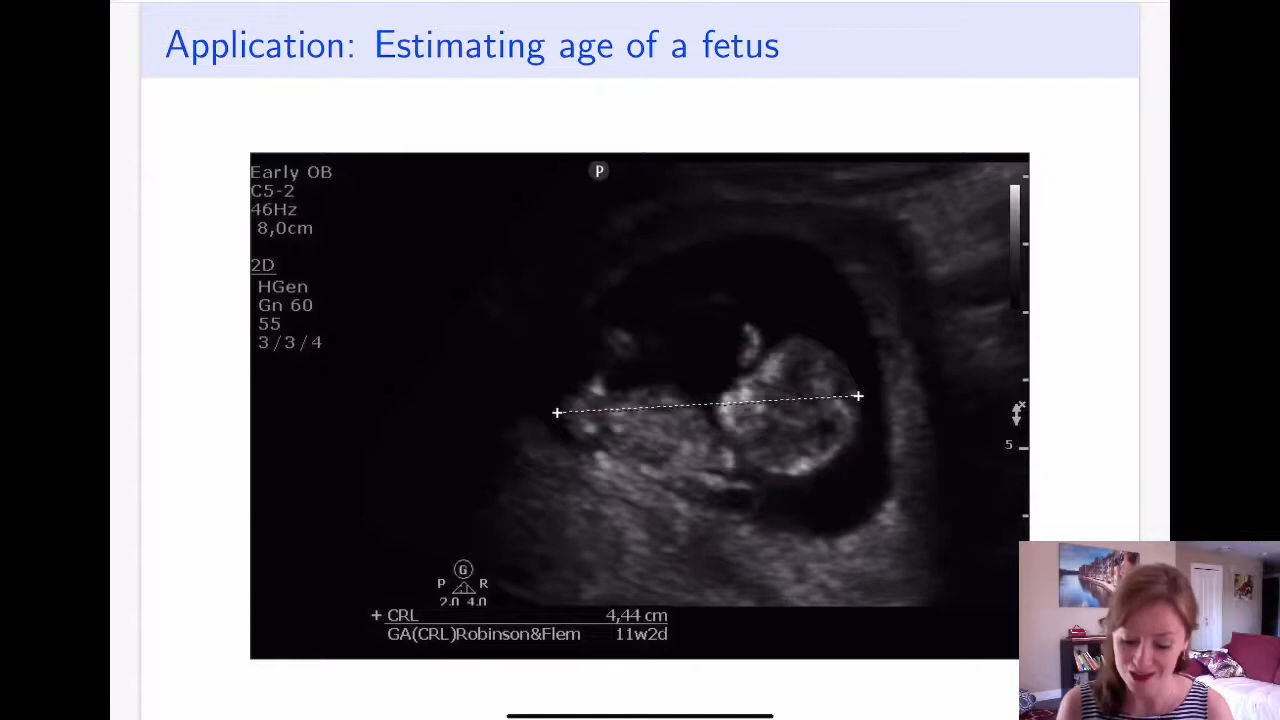 Application: Estimating age of a fetus
Early OB
C5-2
46Hz
8,0cm
2D
HGen
Gn 60
55
3/3/4
P
5
G
P R
2.0 4.0
+ CRL 4,44 cm
GA(CRL)Robinson&Flem 11w2d